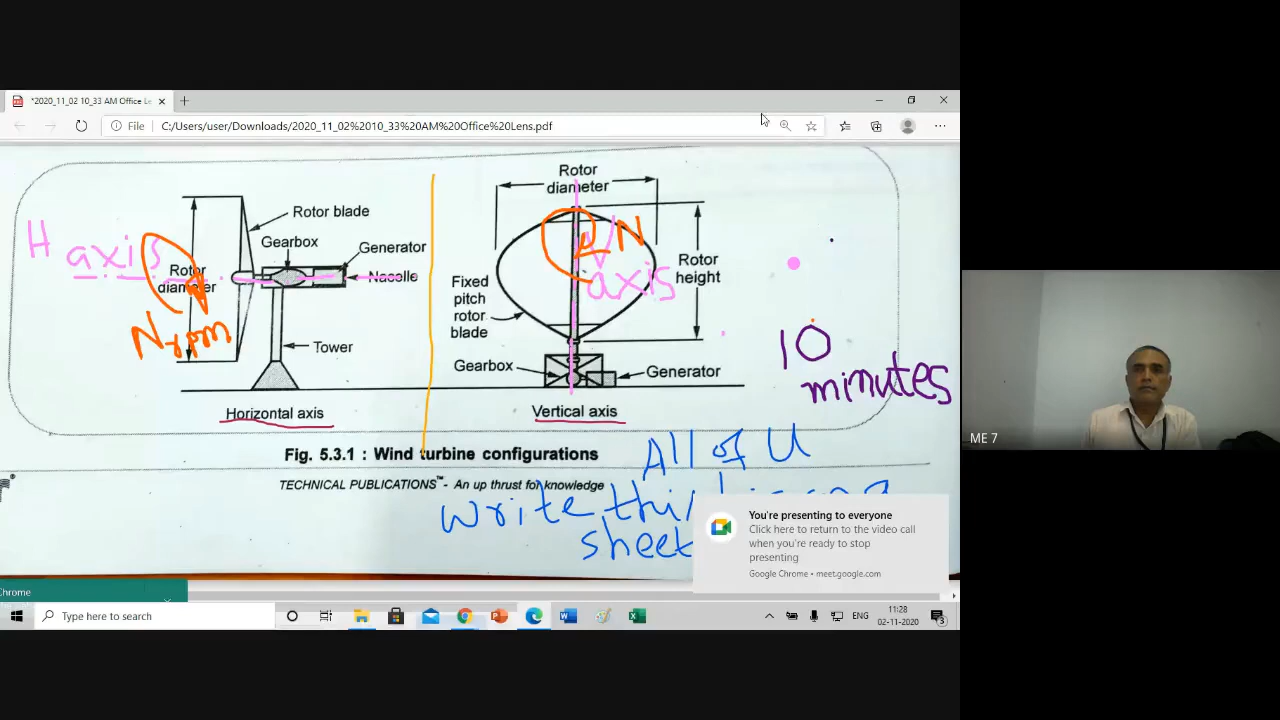 *2020_11_02 10_33 AM Office Le
File
C:/Users/user/Downloads/2020_11_02%2010_33%20AM%20Office%20Lens.pdf
H axis
Rotor diameter
N rpm
Rotor blade
Gearbox
Generator
Nacelle
Tower
Horizontal axis
Rotor
diameter
N
V
axis
Rotor
height
Fixed
pitch
rotor
blade
Gearbox
Generator
Vertical axis
10
minutes
Fig. 5.3.1 : Wind turbine configurations
TECHNICAL PUBLICATIONS™- An up thrust for knowledge
All of U
write this
sheet
You're presenting to everyone
Click here to return to the video call
when you're ready to stop
presenting
Google Chrome • meet.google.com
Chrome
Type here to search
ENG
11:28
02-11-2020
3
ME 7